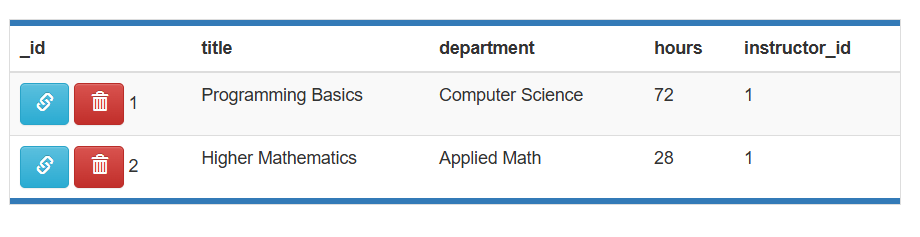 _id title department hours instructor_id
1 Programming Basics Computer Science 72 1
2 Higher Mathematics Applied Math 28 1